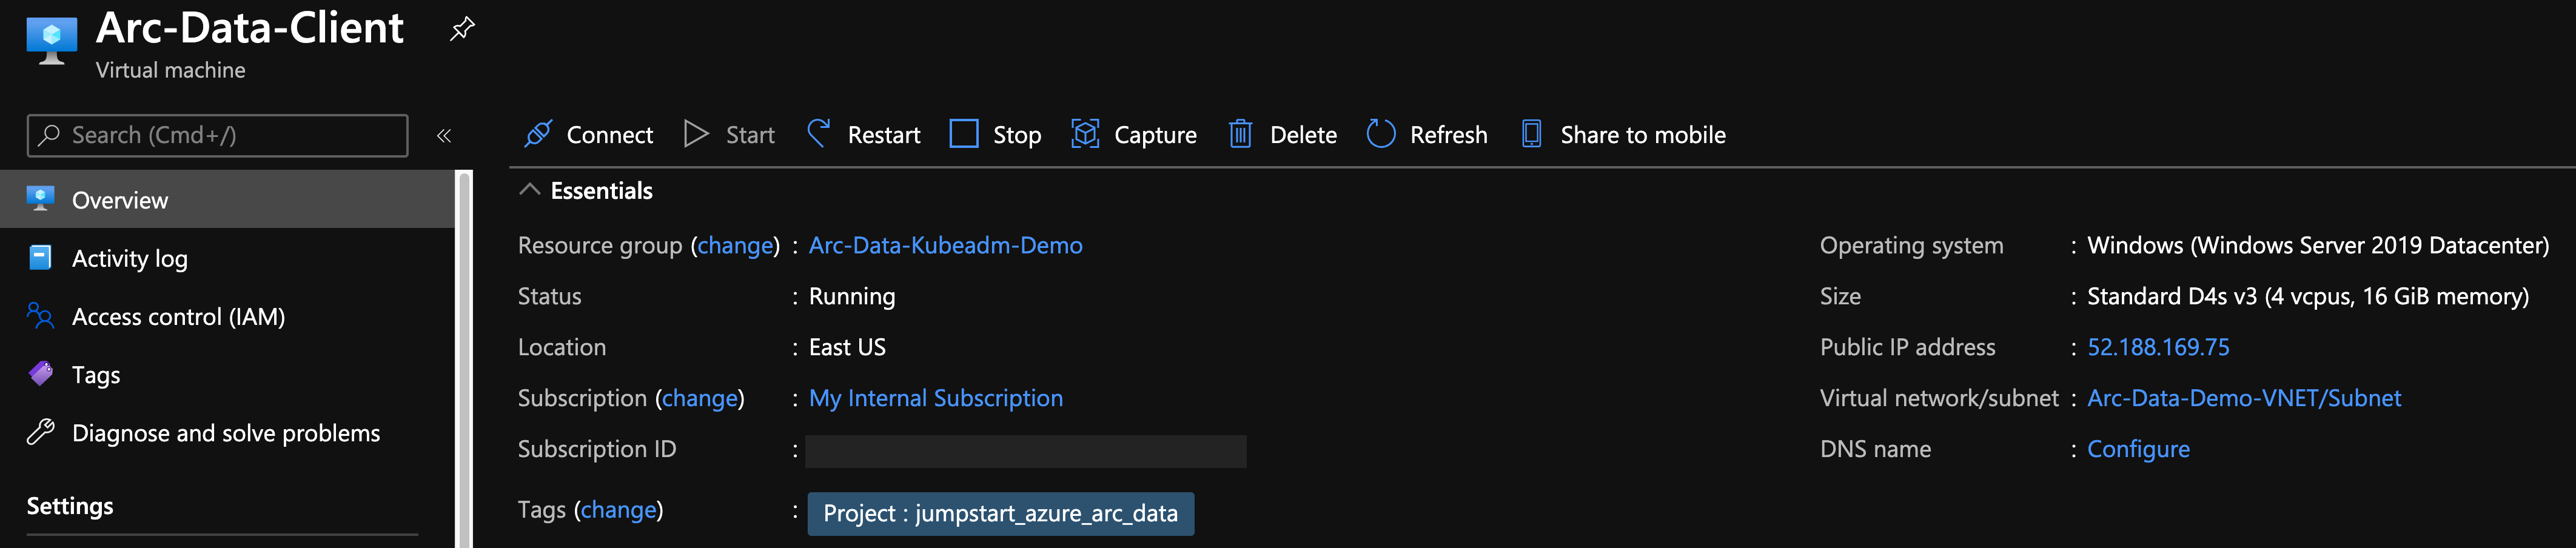 Arc-Data-Client
Virtual machine
Search (Cmd+/)
«
Connect
Start
Restart
Stop
Capture
Delete
Refresh
Share to mobile
Overview
Activity log
Access control (IAM)
Tags
Diagnose and solve problems
Settings
Essentials
Resource group (change) : Arc-Data-Kubeadm-Demo
Status : Running
Location : East US
Subscription (change) : My Internal Subscription
Subscription ID :
Tags (change) : Project : jumpstart_azure_arc_data
Operating system : Windows (Windows Server 2019 Datacenter)
Size : Standard D4s v3 (4 vcpus, 16 GiB memory)
Public IP address : 52.188.169.75
Virtual network/subnet : Arc-Data-Demo-VNET/Subnet
DNS name : Configure